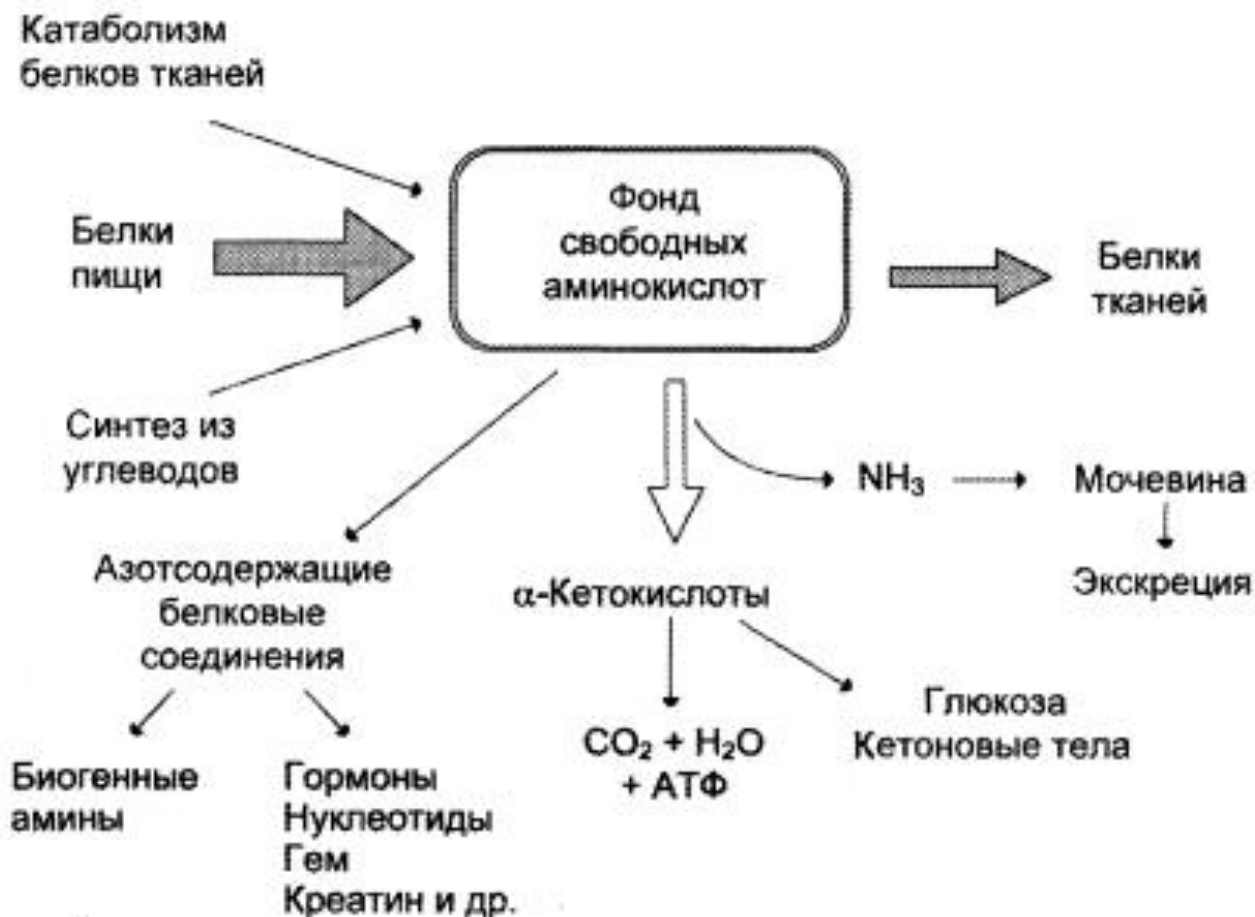 Катаболизм
белков тканей
Фонд
свободных
аминокислот
Белки
пищи
Белки
тканей
Синтез из
углеводов
NH₃
Мочевина
Экскреция
Азотсодержащие
белковые
соединения
α-Кетокислоты
Глюкоза
Кетоновые тела
CO₂ + H₂O
+ АТФ
Биогенные
амины
Гормоны
Нуклеотиды
Гем
Креатин и др.